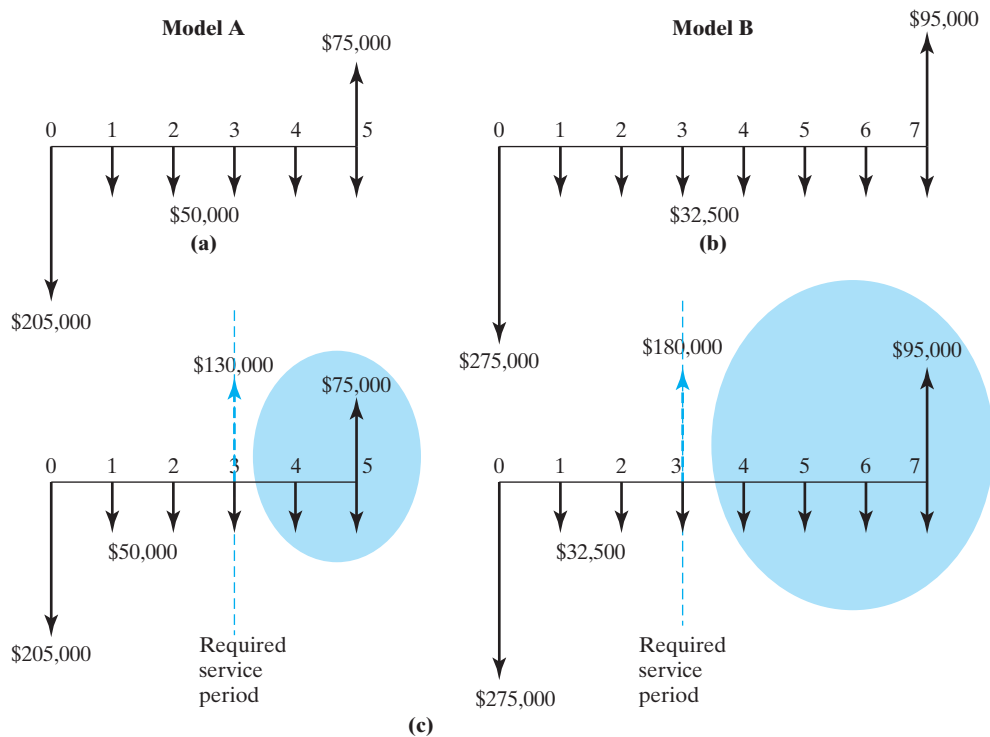 Model A
$75,000
0 1 2 3 4 5
$50,000
(a)
$205,000
Model B
$95,000
0 1 2 3 4 5 6 7
$32,500
(b)
$275,000
$130,000
$75,000
0 1 2 3 4 5
$50,000
$205,000
Required
service
period
$180,000
$95,000
0 1 2 3 4 5 6 7
$32,500
$275,000
Required
service
period
(c)